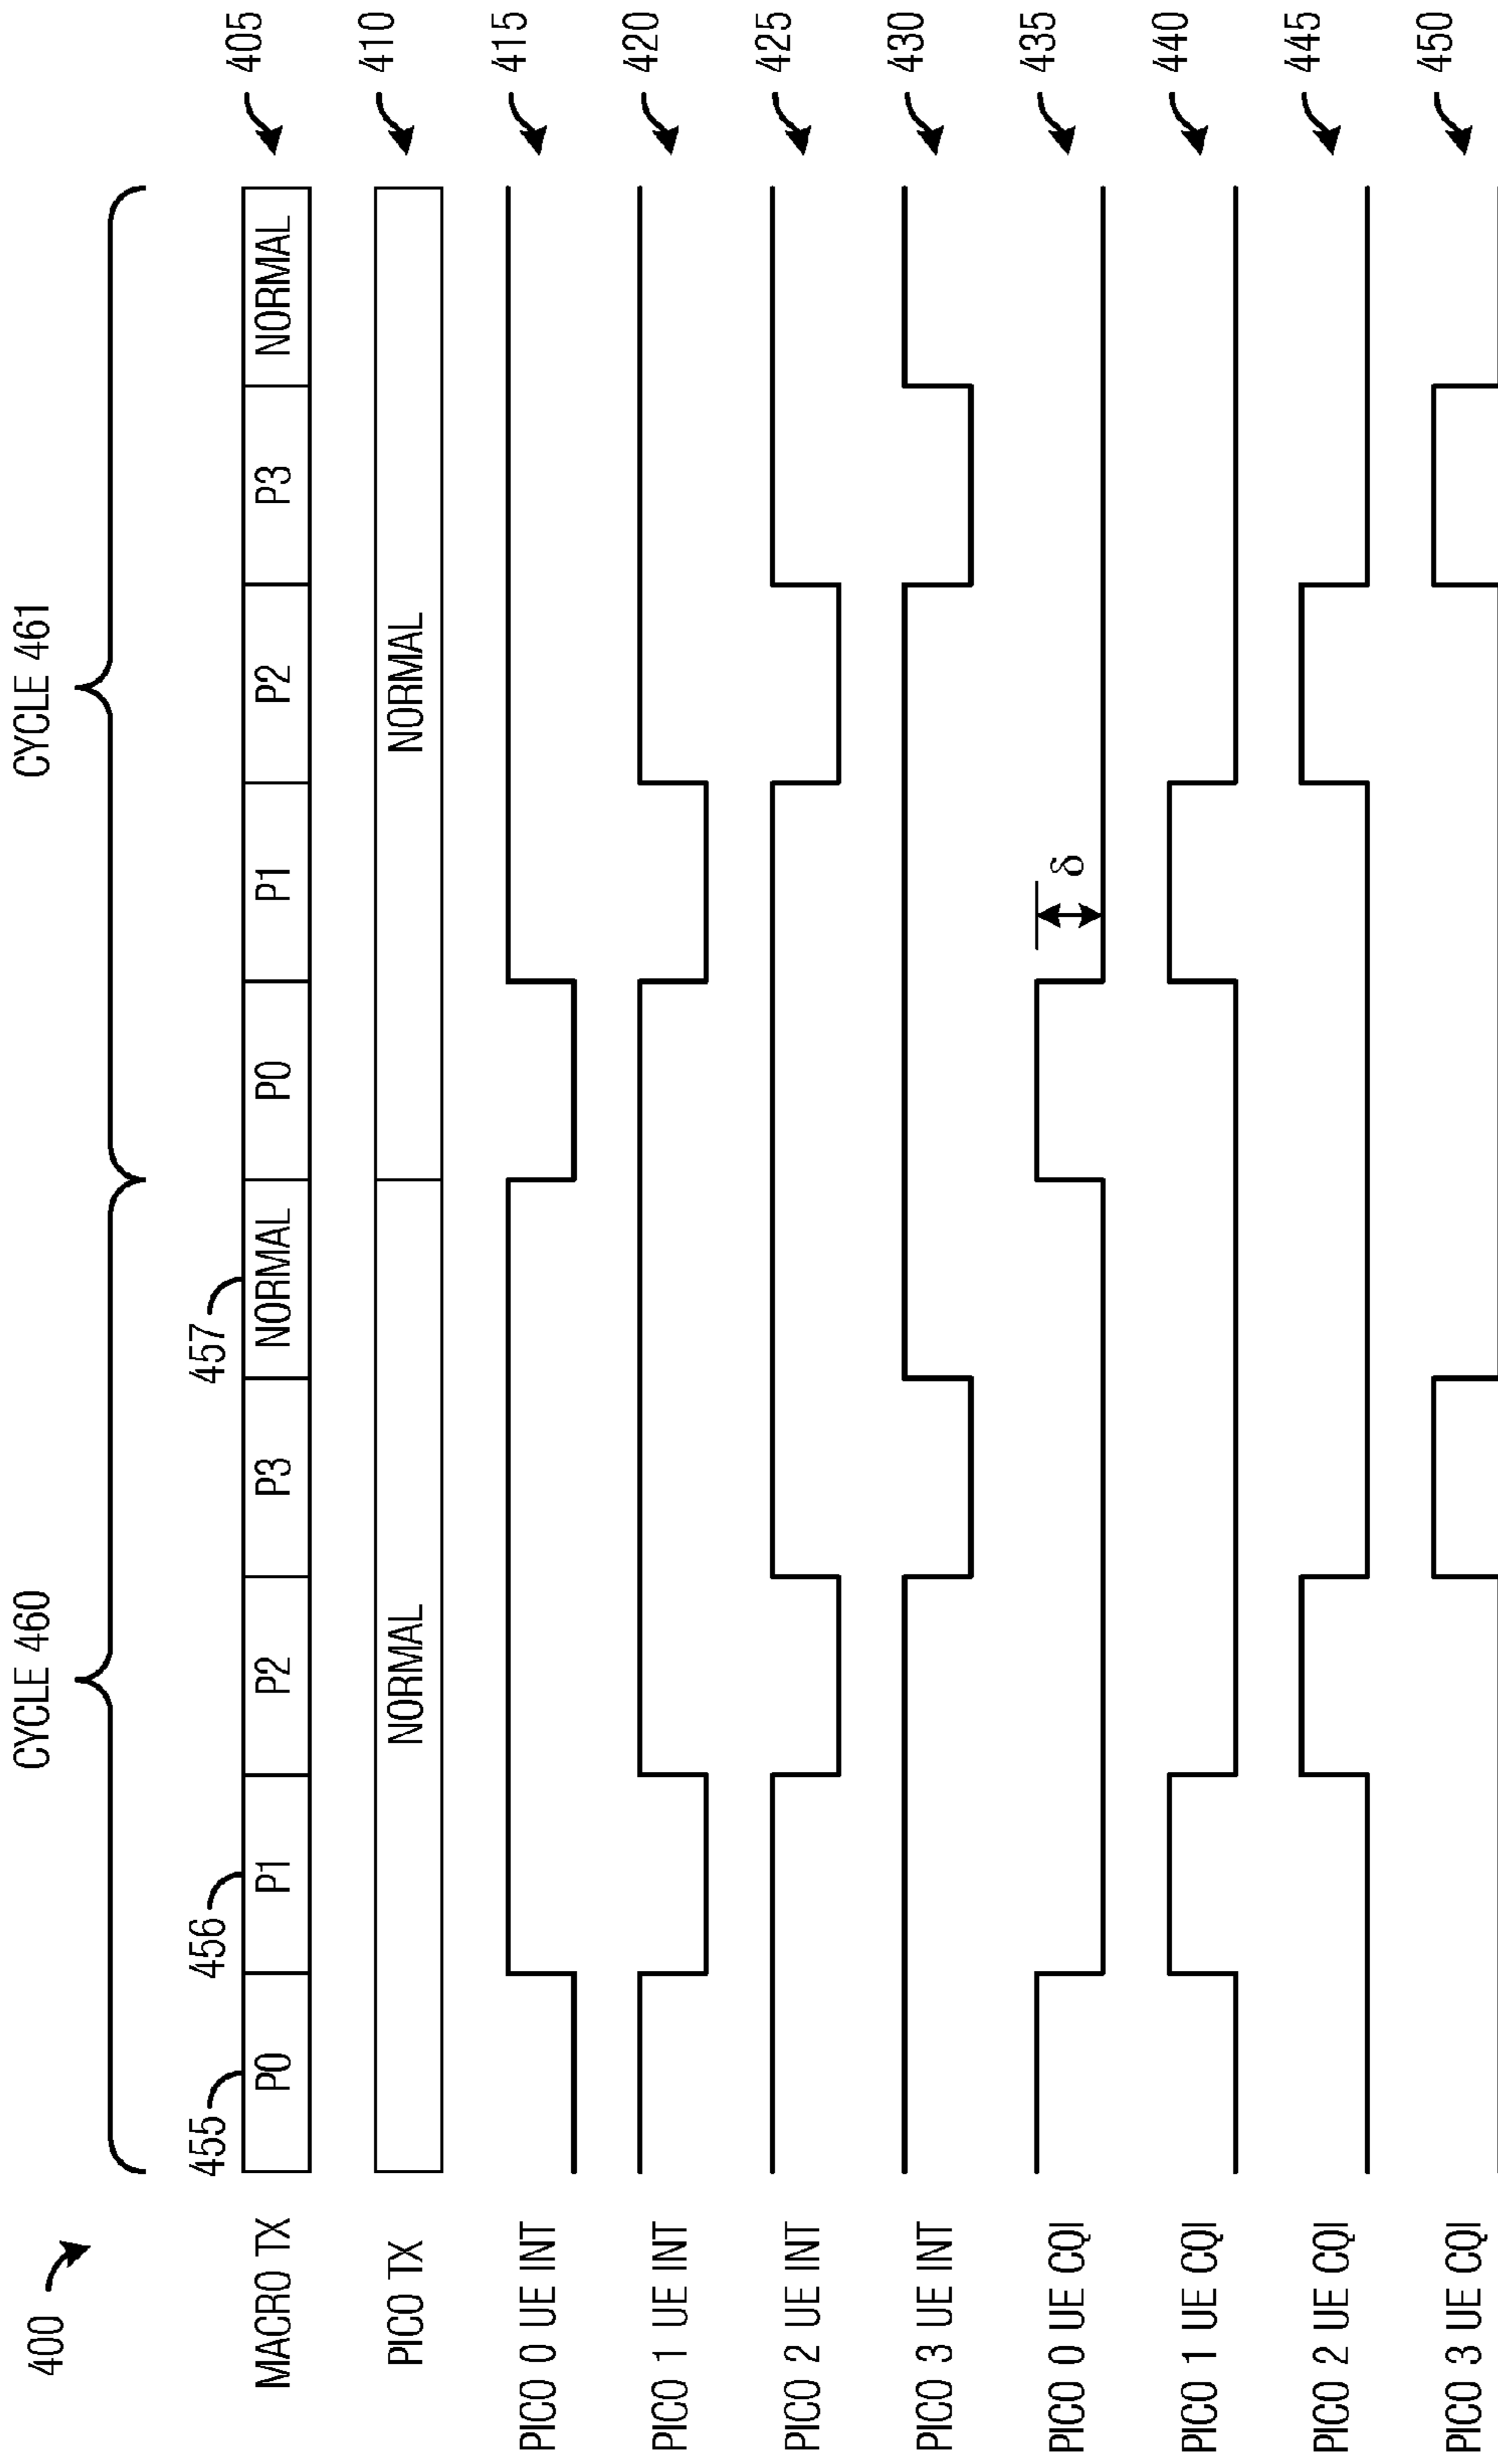 400
CYCLE 460
CYCLE 461
455
456
457
MACRO TX
P0
P1
P2
P3
NORMAL
P0
P1
P2
P3
NORMAL
405
PICO TX
NORMAL
NORMAL
410
PICO 0 UE INT
415
PICO 1 UE INT
420
PICO 2 UE INT
425
PICO 3 UE INT
430
PICO 0 UE CQI
δ
435
PICO 1 UE CQI
440
PICO 2 UE CQI
445
PICO 3 UE CQI
450